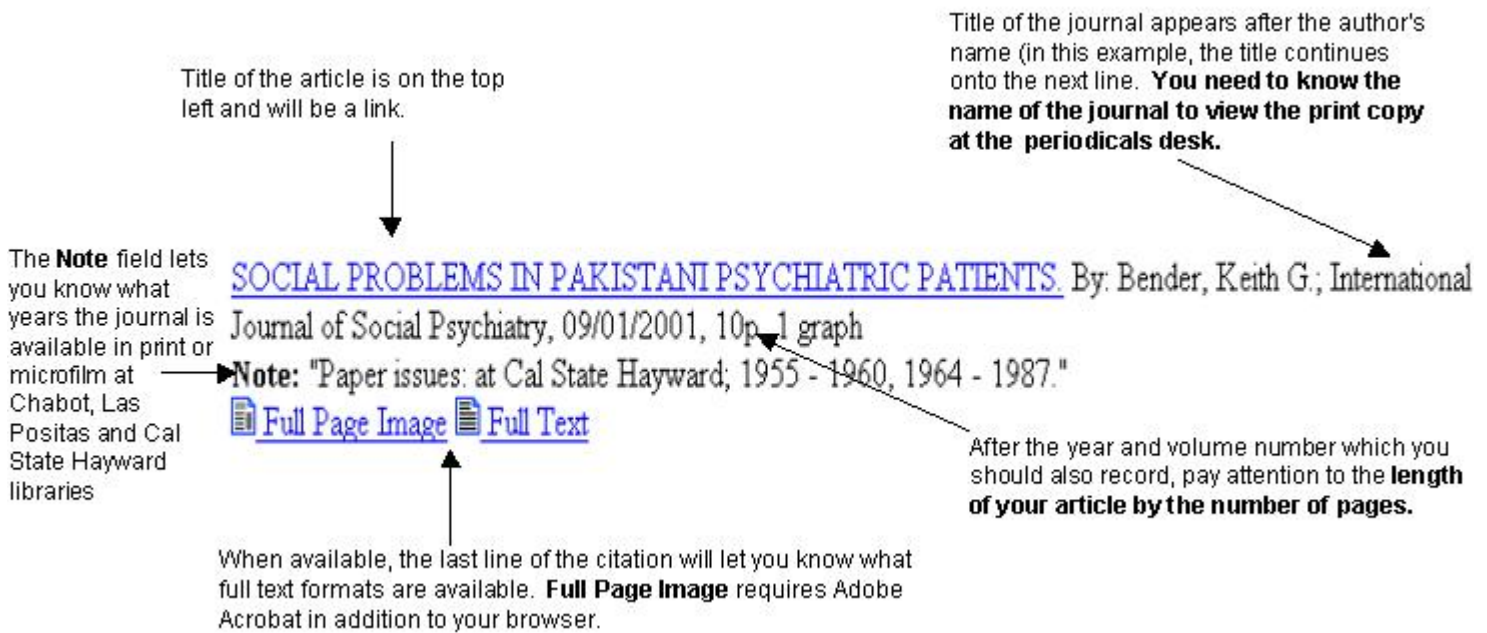 Title of the journal appears after the author's
name (in this example, the title continues
onto the next line. You need to know the
name of the journal to view the print copy
at the periodicals desk.
Title of the article is on the top
left and will be a link.
The Note field lets
you know what
years the journal is
available in print or
microfilm at
Chabot, Las
Positas and Cal
State Hayward
libraries
SOCIAL PROBLEMS IN PAKISTANI PSYCHIATRIC PATIENTS. By: Bender, Keith G.; International
Journal of Social Psychiatry, 09/01/2001, 10p, 1 graph
Note: "Paper issues: at Cal State Hayward; 1955 - 1960, 1964 - 1987."
Full Page Image Full Text
After the year and volume number which you
should also record, pay attention to the length
of your article by the number of pages.
When available, the last line of the citation will let you know what
full text formats are available. Full Page Image requires Adobe
Acrobat in addition to your browser.